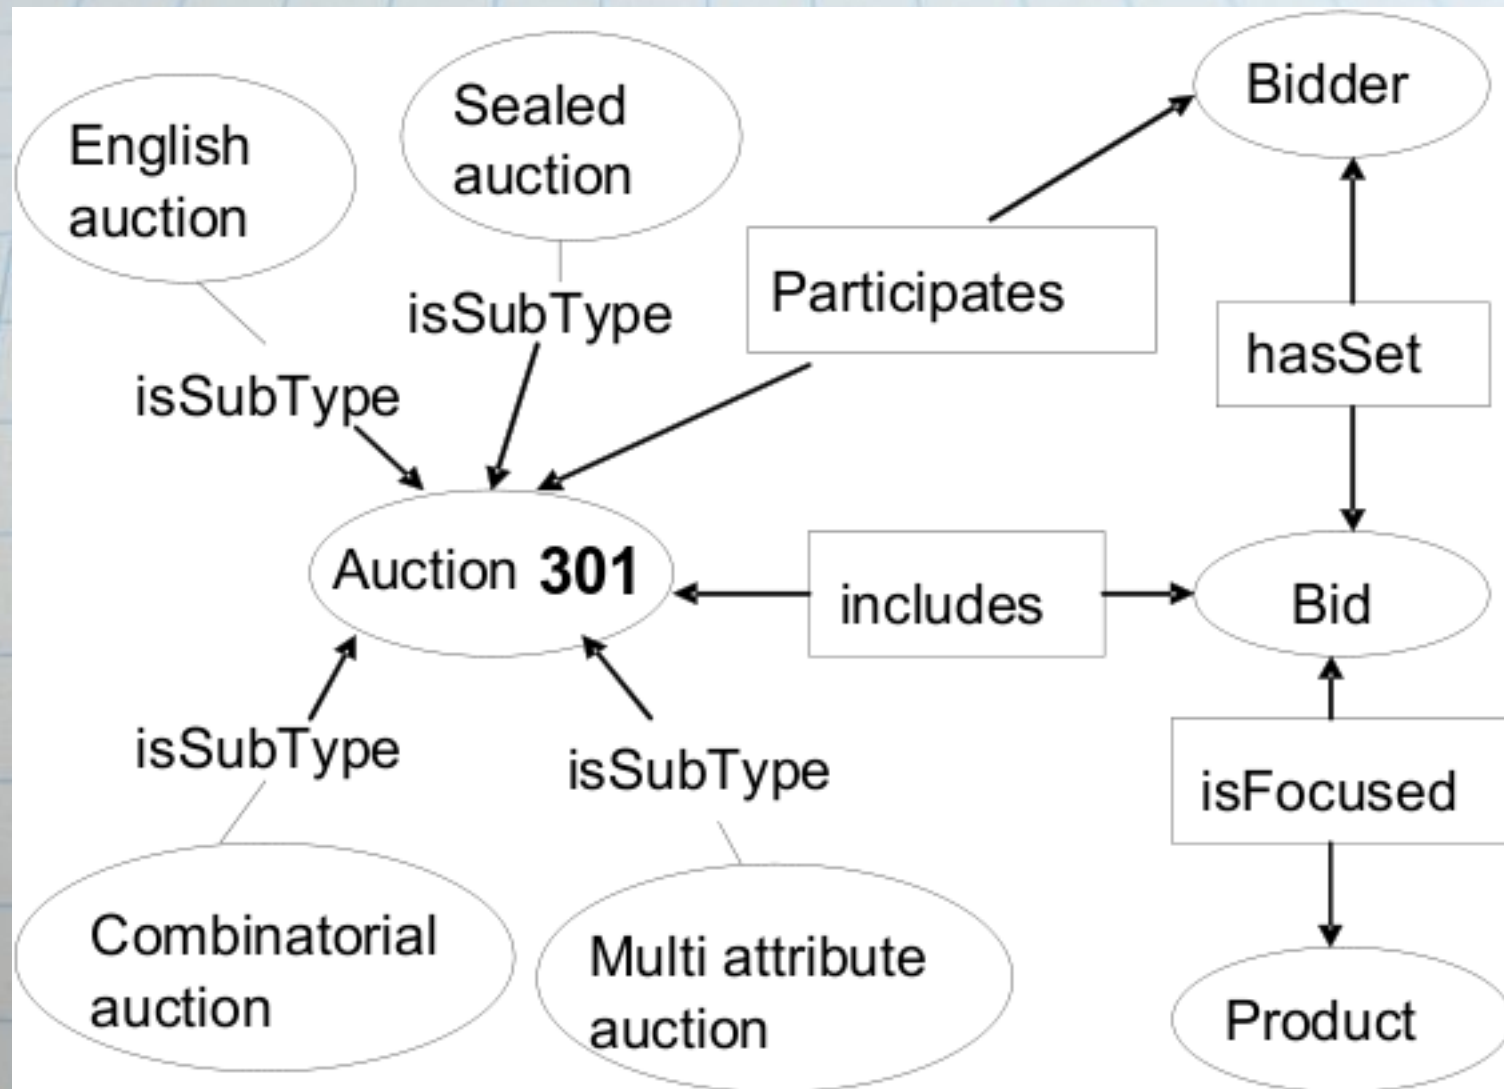 Sealed
auction
Bidder
English
auction
isSubType
Participates
hasSet
isSubType
Auction 301
includes
Bid
isSubType
isSubType
isFocused
Combinatorial
auction
Multi attribute
auction
Product